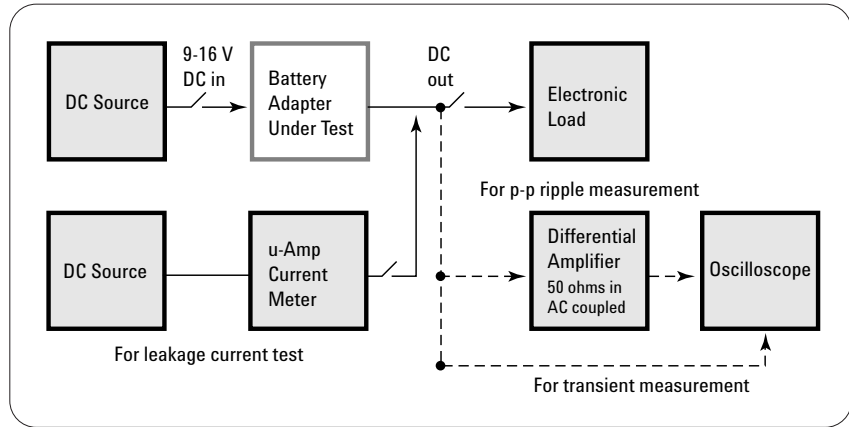 9-16 V
DC in
DC
out
DC Source
Battery
Adapter
Under Test
Electronic
Load
For p-p ripple measurement
DC Source
u-Amp
Current
Meter
Differential
Amplifier
50 ohms in
AC coupled
Oscilloscope
For leakage current test
For transient measurement